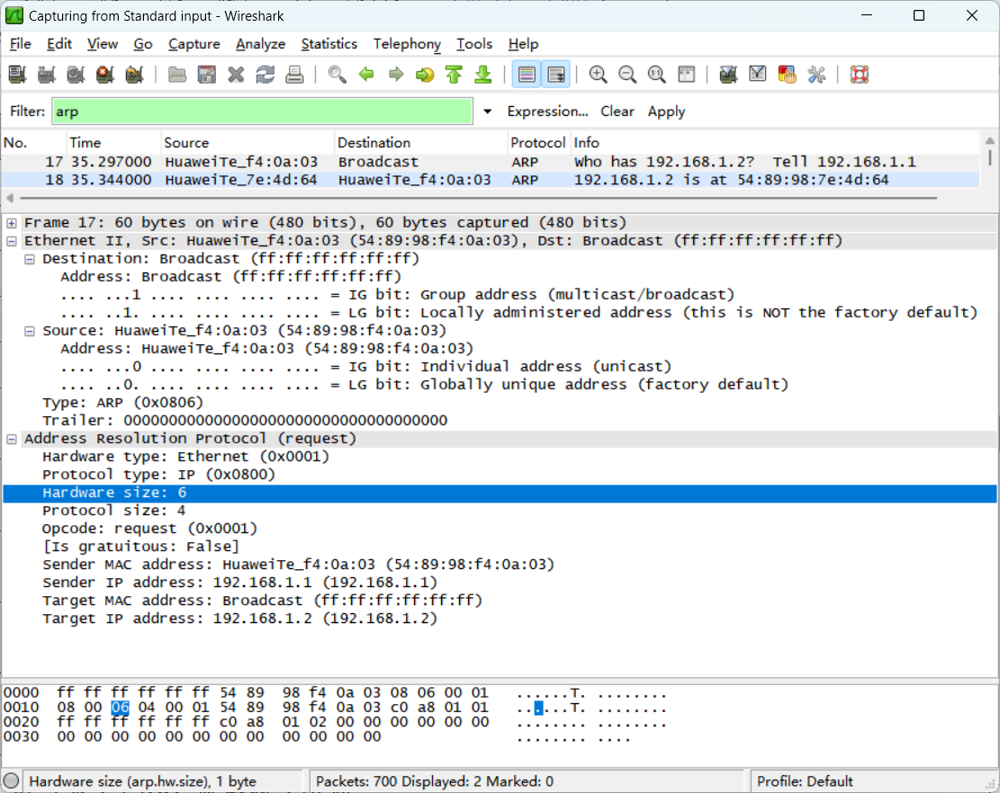 Capturing from Standard input - Wireshark
File Edit View Go Capture Analyze Statistics Telephony Tools Help
Filter: arp Expression... Clear Apply
No. Time Source Destination Protocol Info
17 35.297000 HuaweiTe_f4:0a:03 Broadcast ARP Who has 192.168.1.2? Tell 192.168.1.1
18 35.344000 HuaweiTe_7e:4d:64 HuaweiTe_f4:0a:03 ARP 192.168.1.2 is at 54:89:98:7e:4d:64
Frame 17: 60 bytes on wire (480 bits), 60 bytes captured (480 bits)
Ethernet II, Src: HuaweiTe_f4:0a:03 (54:89:98:f4:0a:03), Dst: Broadcast (ff:ff:ff:ff:ff:ff)
Destination: Broadcast (ff:ff:ff:ff:ff:ff)
Address: Broadcast (ff:ff:ff:ff:ff:ff)
.... ...1 .... .... .... .... = IG bit: Group address (multicast/broadcast)
.... ..1. .... .... .... .... = LG bit: Locally administered address (this is NOT the factory default)
Source: HuaweiTe_f4:0a:03 (54:89:98:f4:0a:03)
Address: HuaweiTe_f4:0a:03 (54:89:98:f4:0a:03)
.... ...0 .... .... .... .... = IG bit: Individual address (unicast)
.... ..0. .... .... .... .... = LG bit: Globally unique address (factory default)
Type: ARP (0x0806)
Trailer: 000000000000000000000000000000000000
Address Resolution Protocol (request)
Hardware type: Ethernet (0x0001)
Protocol type: IP (0x0800)
Hardware size: 6
Protocol size: 4
Opcode: request (0x0001)
[Is gratuitous: False]
Sender MAC address: HuaweiTe_f4:0a:03 (54:89:98:f4:0a:03)
Sender IP address: 192.168.1.1 (192.168.1.1)
Target MAC address: Broadcast (ff:ff:ff:ff:ff:ff)
Target IP address: 192.168.1.2 (192.168.1.2)
0000 ff ff ff ff ff ff 54 89 98 f4 0a 03 08 06 00 01 ......T. ........
0010 08 00 06 04 00 01 54 89 98 f4 0a 03 c0 a8 01 01 ......T. ........
0020 ff ff ff ff ff ff c0 a8 01 02 00 00 00 00 00 00 ........ ........
0030 00 00 00 00 00 00 00 00 00 00 00 00 ........ ....
Hardware size (arp.hw.size), 1 byte Packets: 700 Displayed: 2 Marked: 0 Profile: Default